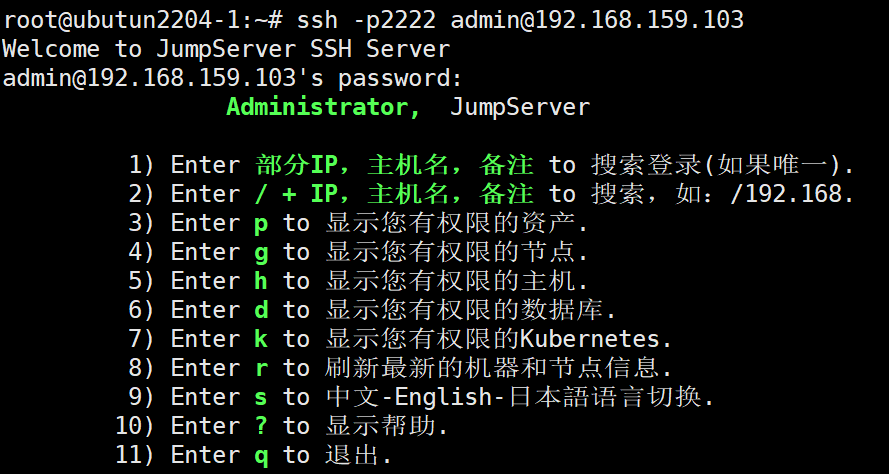 root@ubutun2204-1:~# ssh -p2222 admin@192.168.159.103
Welcome to JumpServer SSH Server
admin@192.168.159.103's password:
Administrator,  JumpServer
1) Enter 部分IP，主机名，备注 to 搜索登录(如果唯一).
2) Enter / + IP，主机名，备注 to 搜索，如：/192.168.
3) Enter p to 显示您有权限的资产.
4) Enter g to 显示您有权限的节点.
5) Enter h to 显示您有权限的主机.
6) Enter d to 显示您有权限的数据库.
7) Enter k to 显示您有权限的Kubernetes.
8) Enter r to 刷新最新的机器和节点信息.
9) Enter s to 中文-English-日本語语言切换.
10) Enter ? to 显示帮助.
11) Enter q to 退出.